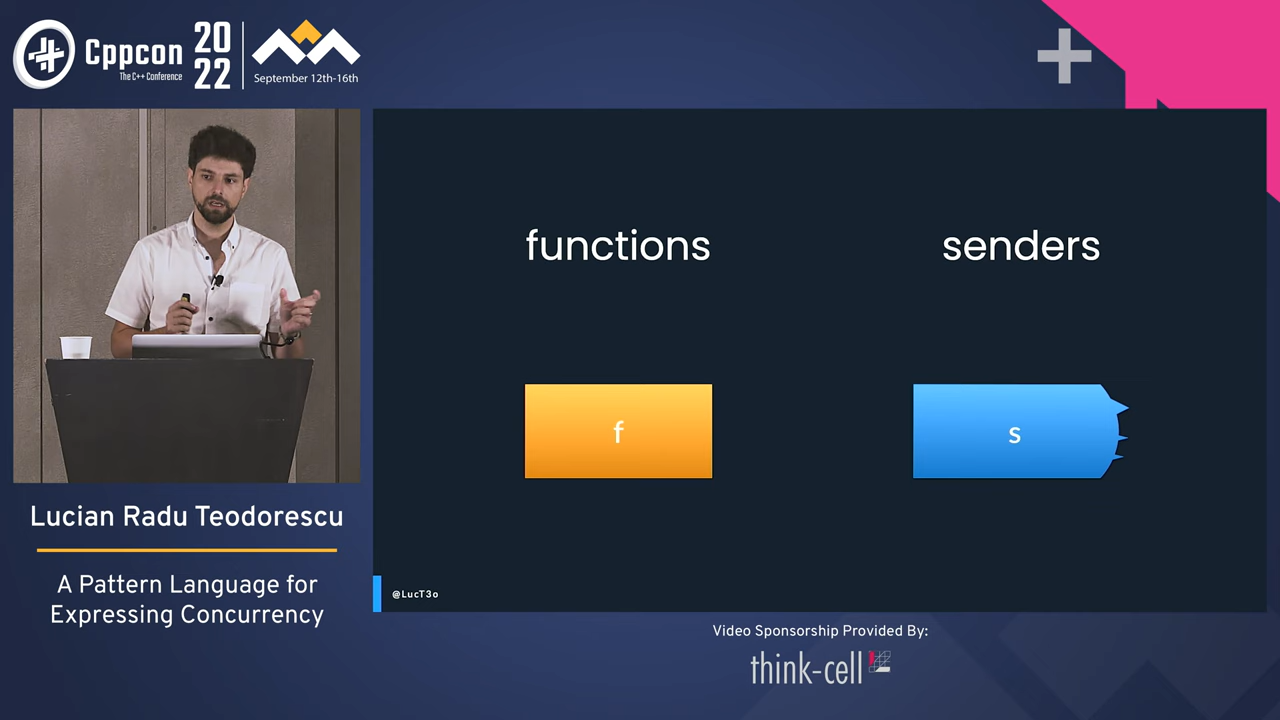 Cppcon
The C++ Conference
20
22
September 12th-16th
functions
senders
f
s
@LucT3o
Lucian Radu Teodorescu
A Pattern Language for
Expressing Concurrency
Video Sponsorship Provided By:
think-cell